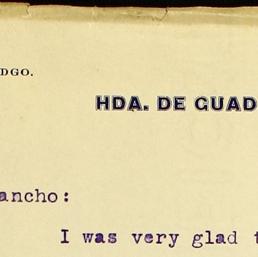 DGO.
HDA. DE GUAD
ancho:
I was very glad t